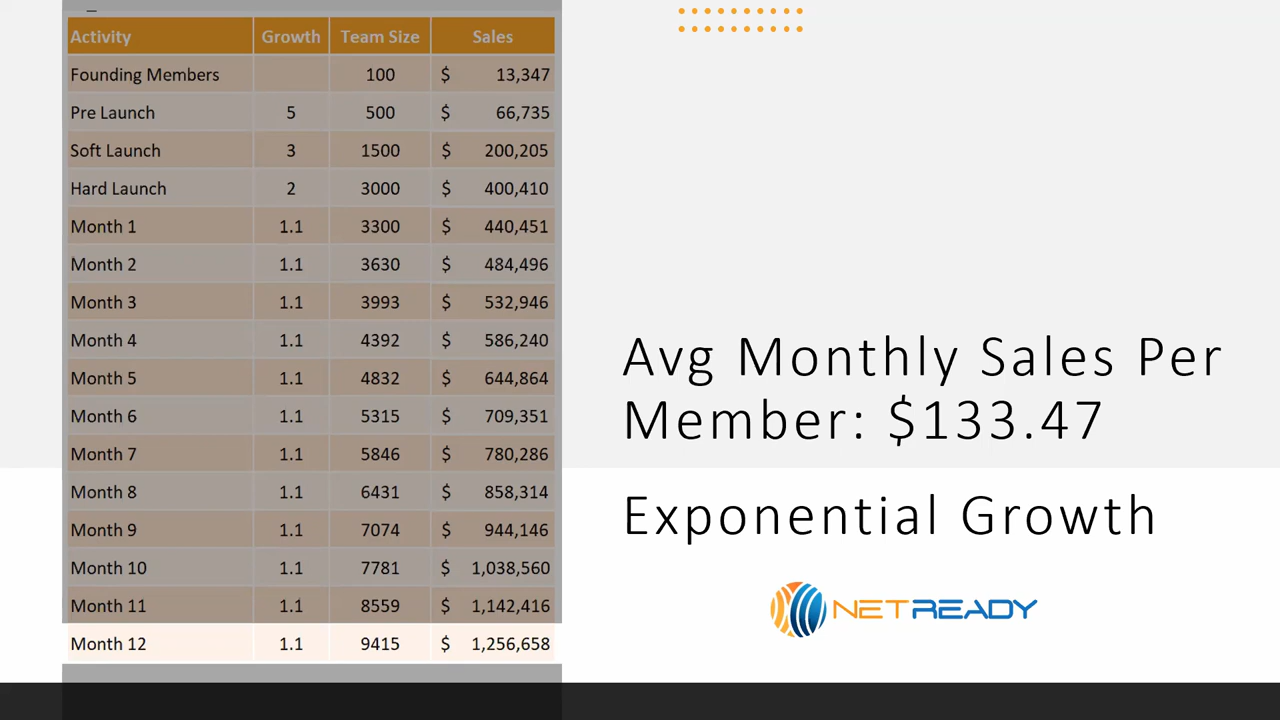 Activity Growth Team Size Sales
Founding Members 100 $ 13,347
Pre Launch 5 500 $ 66,735
Soft Launch 3 1500 $ 200,205
Hard Launch 2 3000 $ 400,410
Month 1 1.1 3300 $ 440,451
Month 2 1.1 3630 $ 484,496
Month 3 1.1 3993 $ 532,946
Month 4 1.1 4392 $ 586,240
Month 5 1.1 4832 $ 644,864
Month 6 1.1 5315 $ 709,351
Month 7 1.1 5846 $ 780,286
Month 8 1.1 6431 $ 858,314
Month 9 1.1 7074 $ 944,146
Month 10 1.1 7781 $ 1,038,560
Month 11 1.1 8559 $ 1,142,416
Month 12 1.1 9415 $ 1,256,658
Avg Monthly Sales Per
Member: $133.47
Exponential Growth
NETREADY